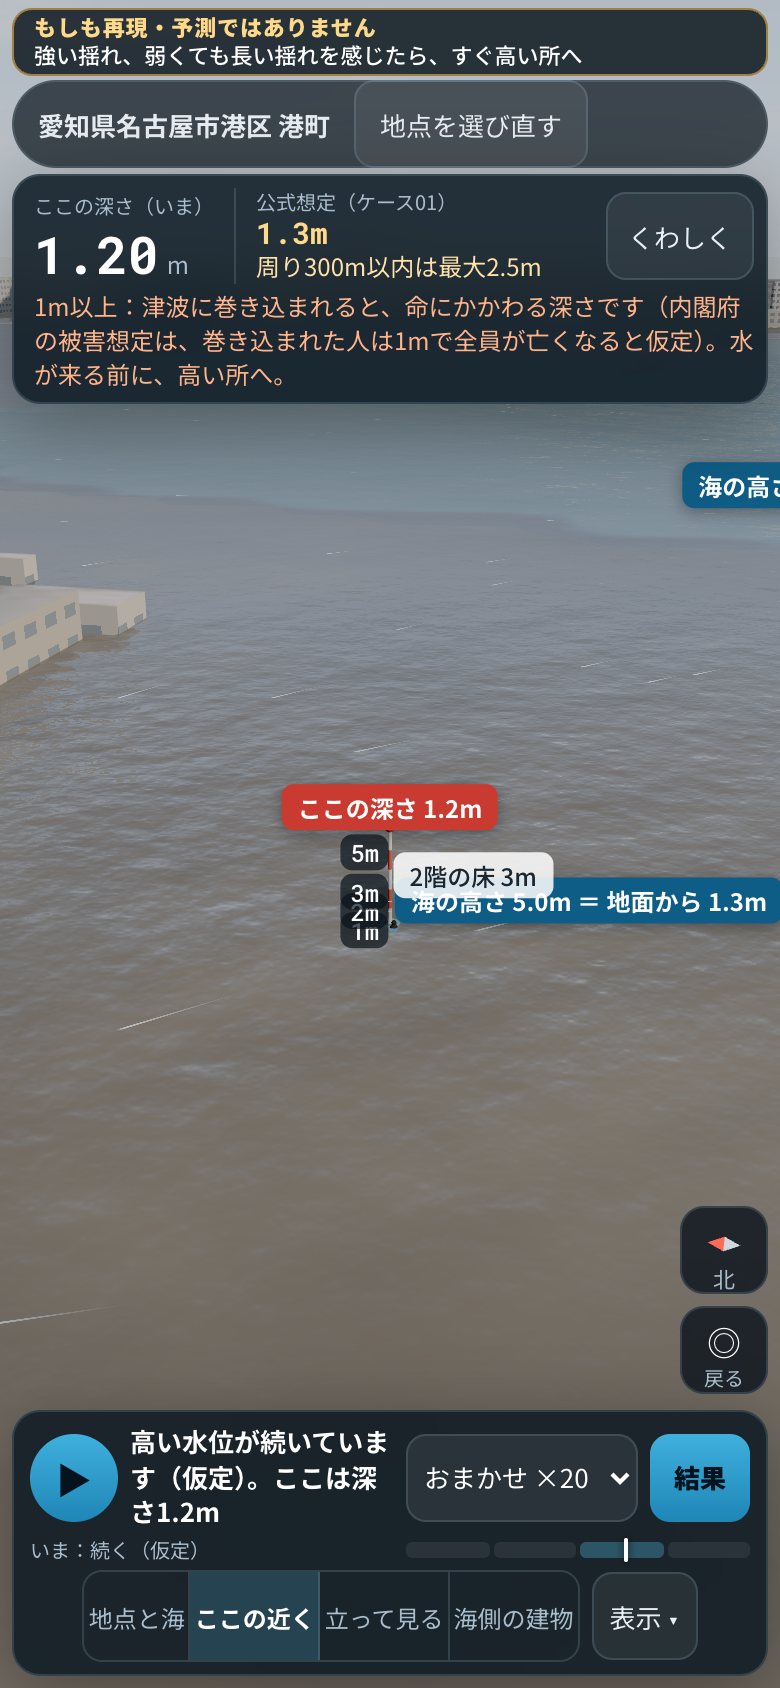 もしも再現・予測ではありません
強い揺れ、弱くても長い揺れを感じたら、すぐ高い所へ
愛知県名古屋市港区 港町
地点を選び直す
ここの深さ（いま）
1.20 m
公式想定（ケース01）
1.3m
周り300m以内は最大2.5m
くわしく
1m以上：津波に巻き込まれると、命にかかわる深さです（内閣府
の被害想定は、巻き込まれた人は1mで全員が亡くなると仮定）。水
が来る前に、高い所へ。
海の高さ
ここの深さ 1.2m
5m
2階の床 3m
3m
海の高さ 5.0m ＝ 地面から 1.3m
2m
1m
北
戻る
高い水位が続いていま
す（仮定）。ここは深
さ1.2m
おまかせ ×20
結果
いま：続く（仮定）
地点と海
ここの近く
立って見る
海側の建物
表示 ▾